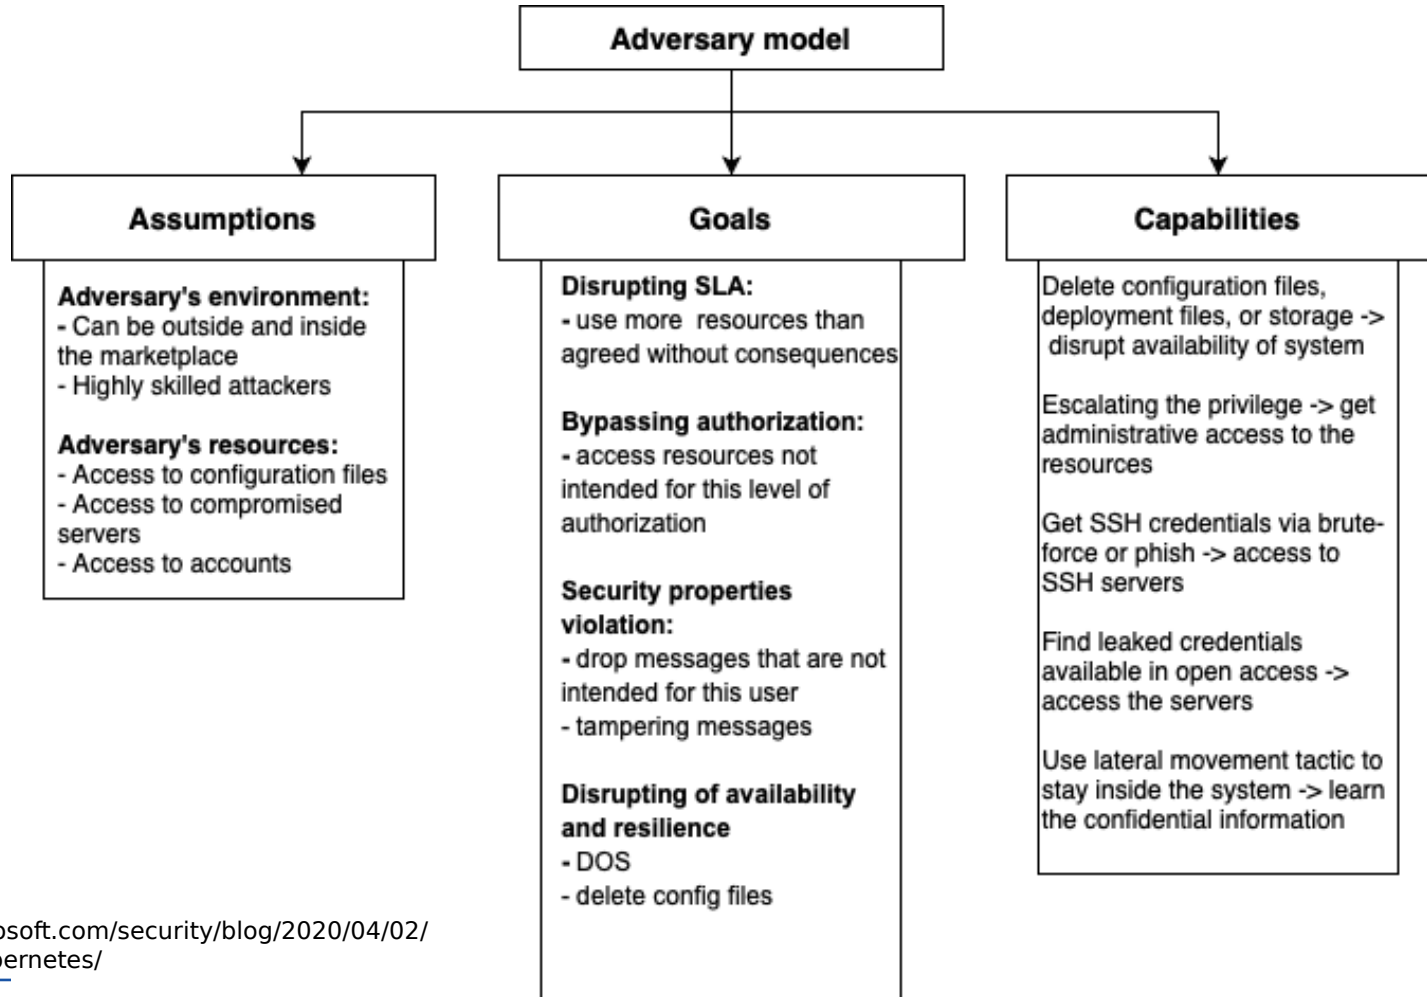 Adversary model
Assumptions
Adversary's environment:
- Can be outside and inside
the marketplace
- Highly skilled attackers
Adversary's resources:
- Access to configuration files
- Access to compromised
servers
- Access to accounts
Goals
Disrupting SLA:
- use more resources than
agreed without consequences
Bypassing authorization:
- access resources not
intended for this level of
authorization
Security properties
violation:
- drop messages that are not
intended for this user
- tampering messages
Disrupting of availability
and resilience
- DOS
- delete config files
Capabilities
Delete configuration files,
deployment files, or storage ->
disrupt availability of system
Escalating the privilege -> get
administrative access to the
resources
Get SSH credentials via brute-
force or phish -> access to
SSH servers
Find leaked credentials
available in open access ->
access the servers
Use lateral movement tactic to
stay inside the system -> learn
the confidential information
osoft.com/security/blog/2020/04/02/
ernetes/